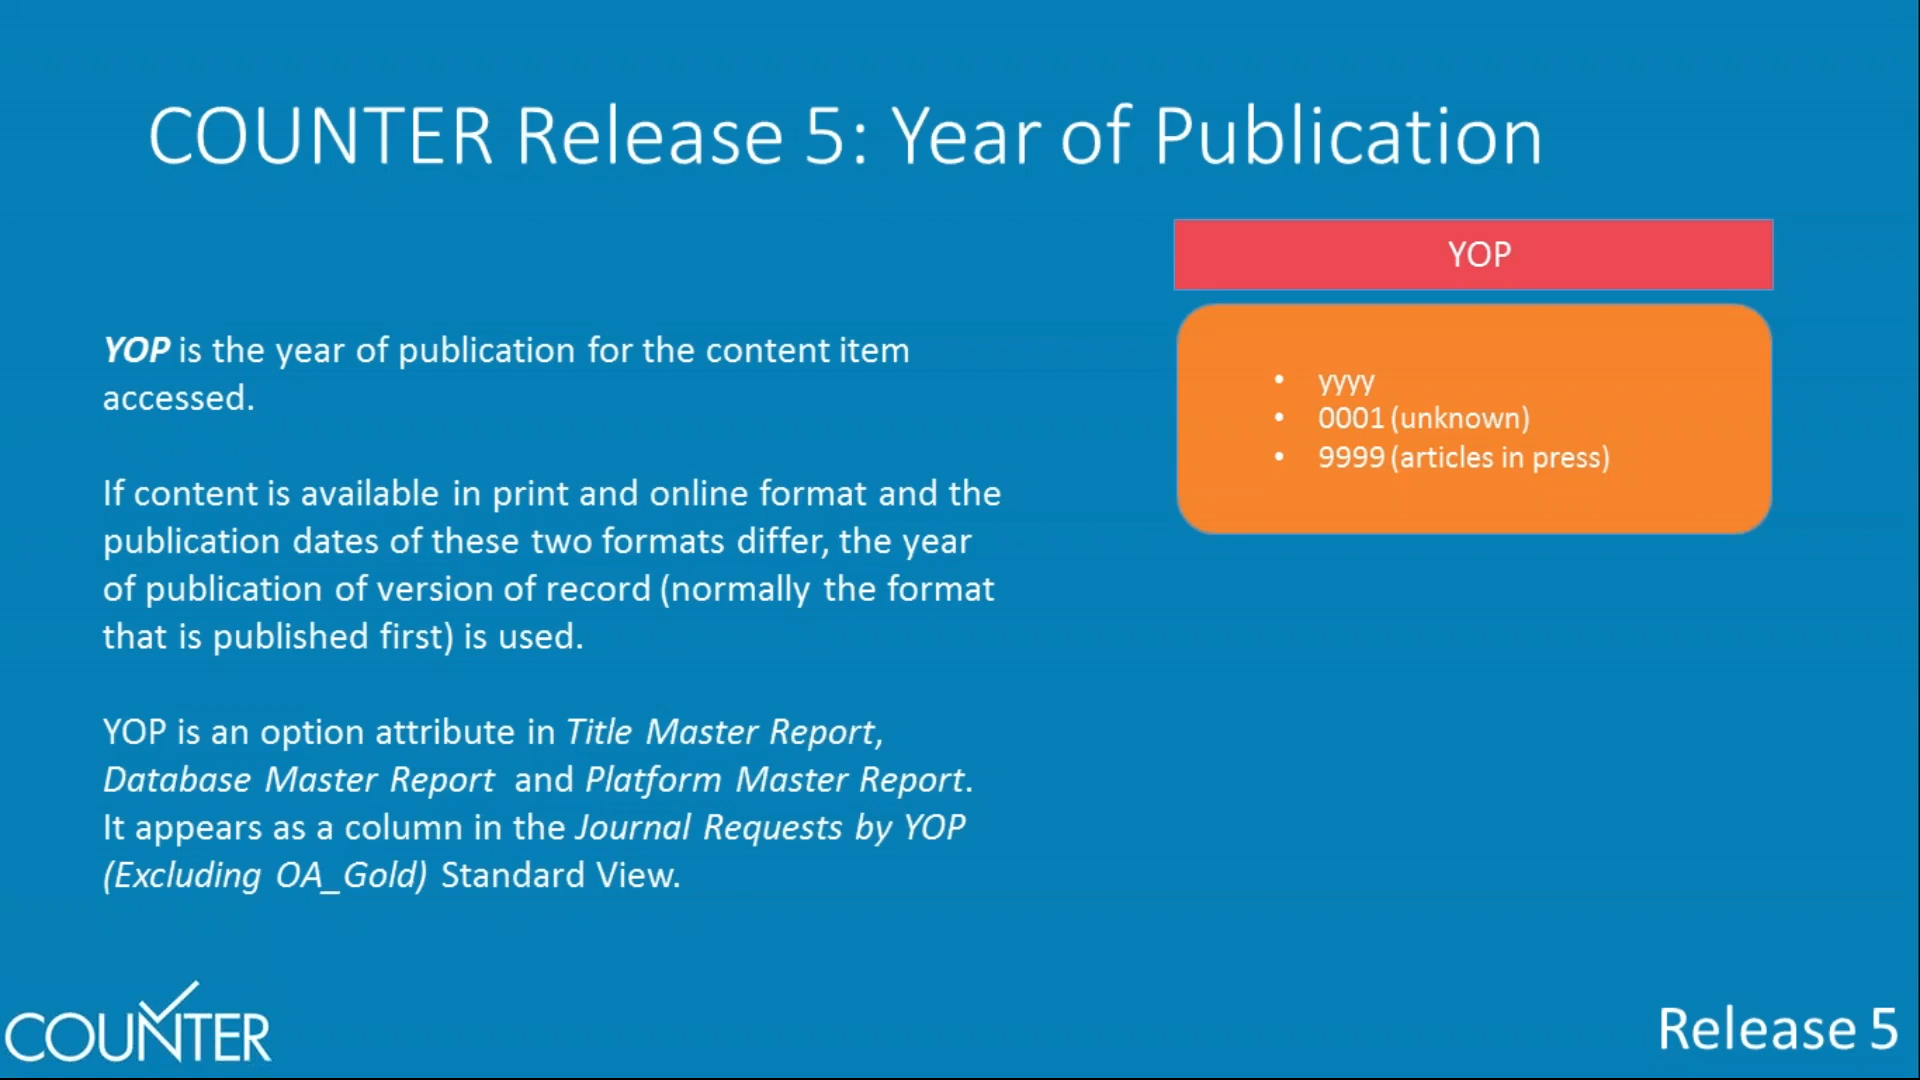 COUNTER Release 5: Year of Publication
YOP
YOP is the year of publication for the content item
accessed.
If content is available in print and online format and the
publication dates of these two formats differ, the year
of publication of version of record (normally the format
that is published first) is used.
YOP is an option attribute in Title Master Report,
Database Master Report and Platform Master Report.
It appears as a column in the Journal Requests by YOP
(Excluding OA_Gold) Standard View.
• yyyy
• 0001 (unknown)
• 9999 (articles in press)
COUNTER
Release 5